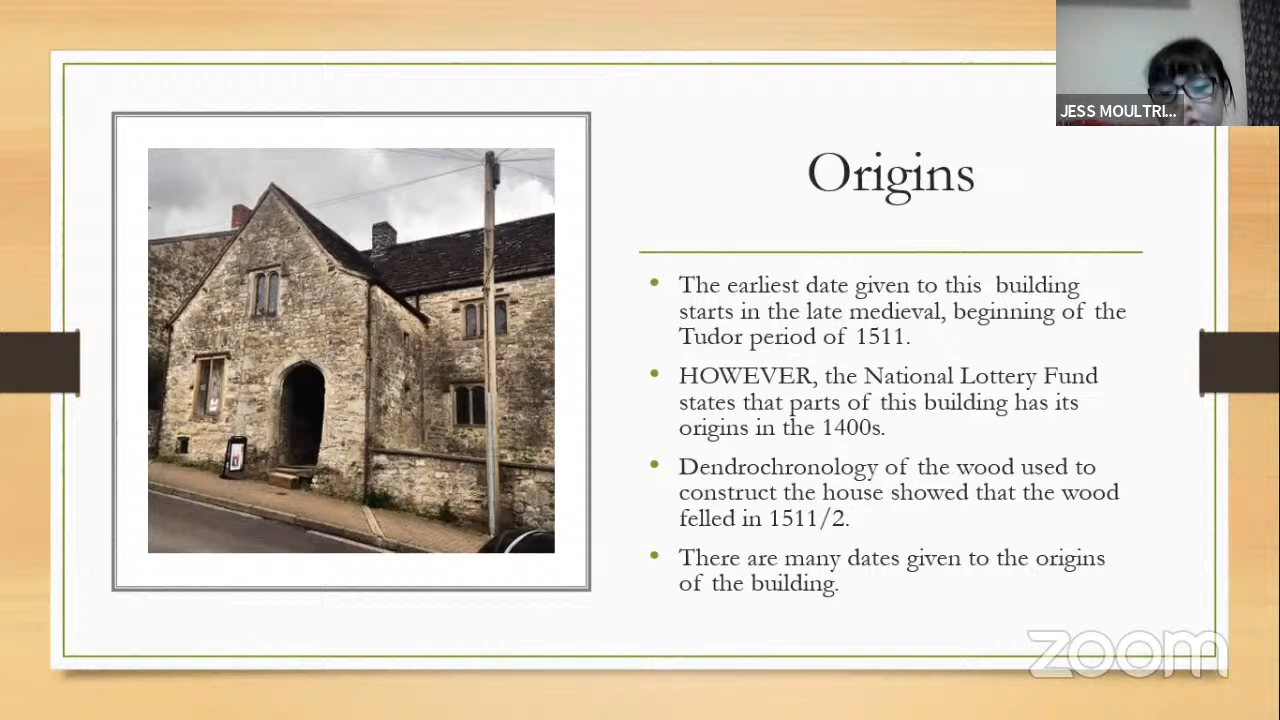 JESS MOULTRI...
Origins
• The earliest date given to this building
starts in the late medieval, beginning of the
Tudor period of 1511.
• HOWEVER, the National Lottery Fund
states that parts of this building has its
origins in the 1400s.
• Dendrochronology of the wood used to
construct the house showed that the wood
felled in 1511/2.
• There are many dates given to the origins
of the building.
zoom